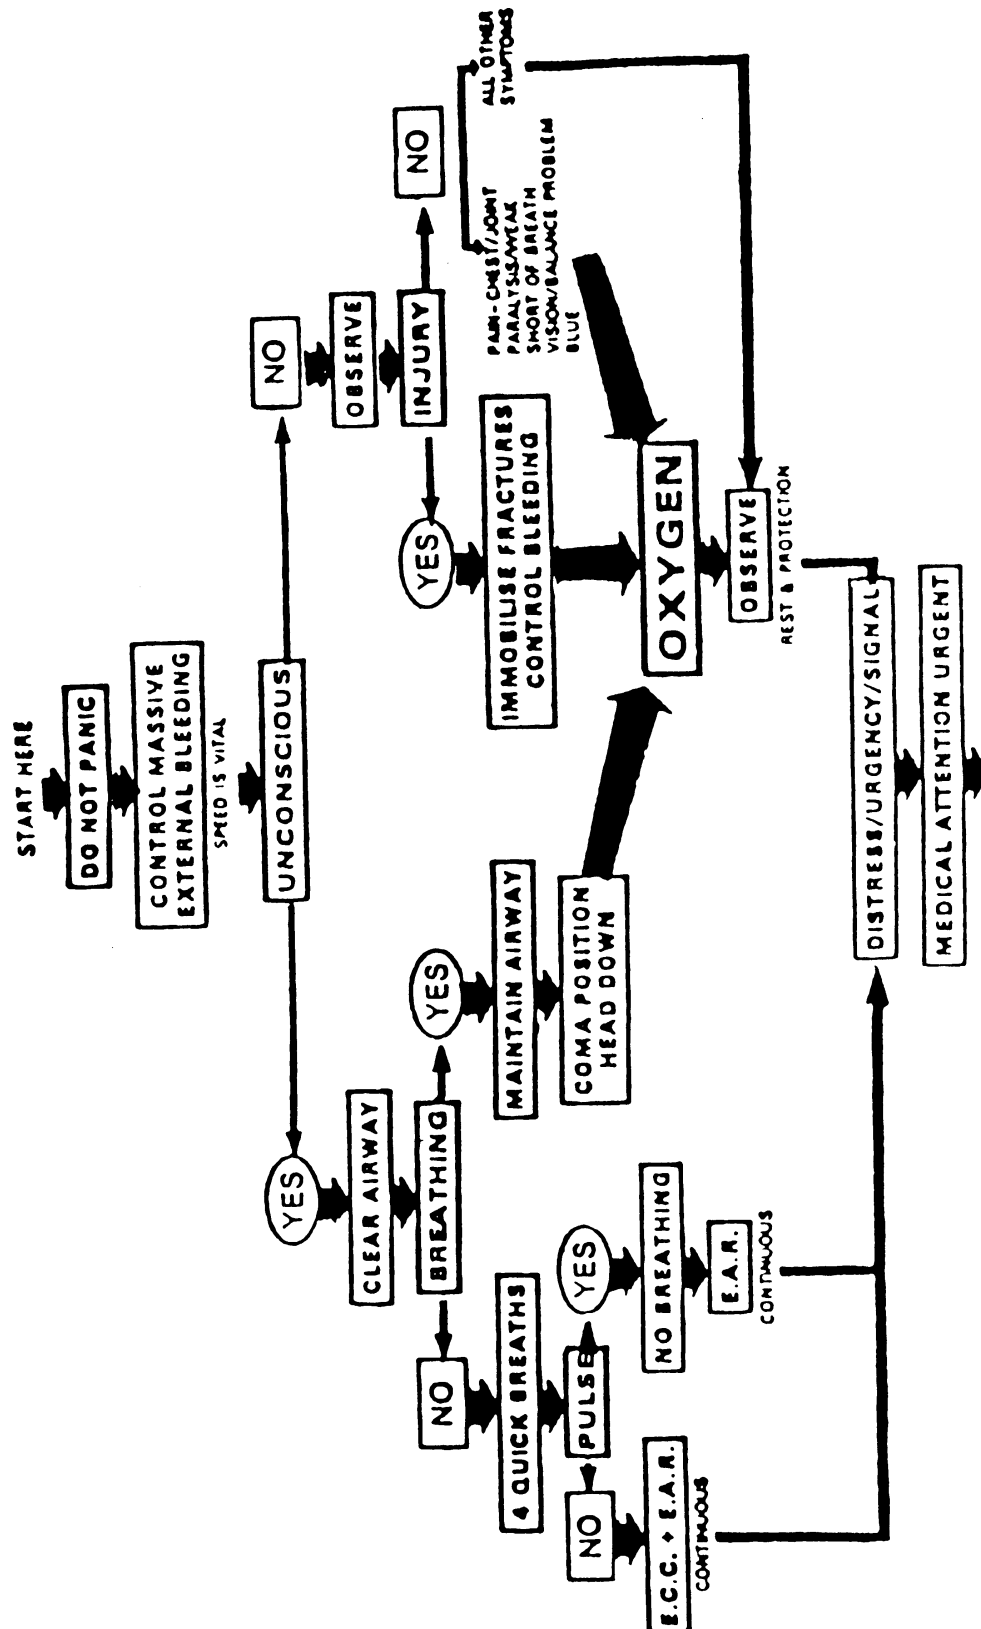 START HERE
DO NOT PANIC
CONTROL MASSIVE
EXTERNAL BLEEDING
SPEED IS VITAL
UNCONSCIOUS
YES
NO
CLEAR AIRWAY
OBSERVE
BREATHING
INJURY
NO
YES
YES
NO
4 QUICK BREATHS
MAINTAIN AIRWAY
IMMOBILISE FRACTURES
CONTROL BLEEDING
PAIN-CHEST/JOINT
PARALYSIS/WEAK
SHORT OF BREATH
VISION/BALANCE PROBLEM
BLUE
ALL OTHER
SYMPTOMS
PULSE
COMA POSITION
HEAD DOWN
NO
YES
E.C.C. + E.A.R.
CONTINUOUS
NO BREATHING
E.A.R.
CONTINUOUS
OXYGEN
OBSERVE
REST & PROTECTION
DISTRESS/URGENCY/SIGNAL
MEDICAL ATTENTION URGENT